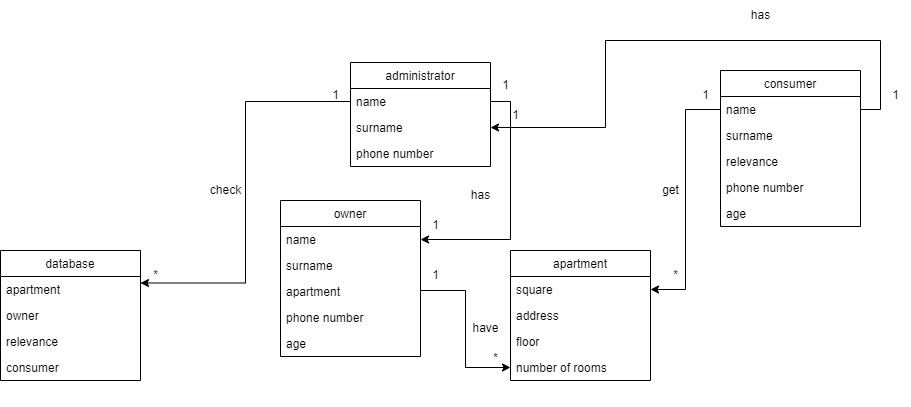 has
administrator
name
surname
phone number
1
1
1
consumer
name
surname
relevance
phone number
age
1
1
check
has
get
owner
name
surname
apartment
phone number
age
1
1
have
*
database
apartment
owner
relevance
consumer
*
apartment
square
address
floor
number of rooms
*